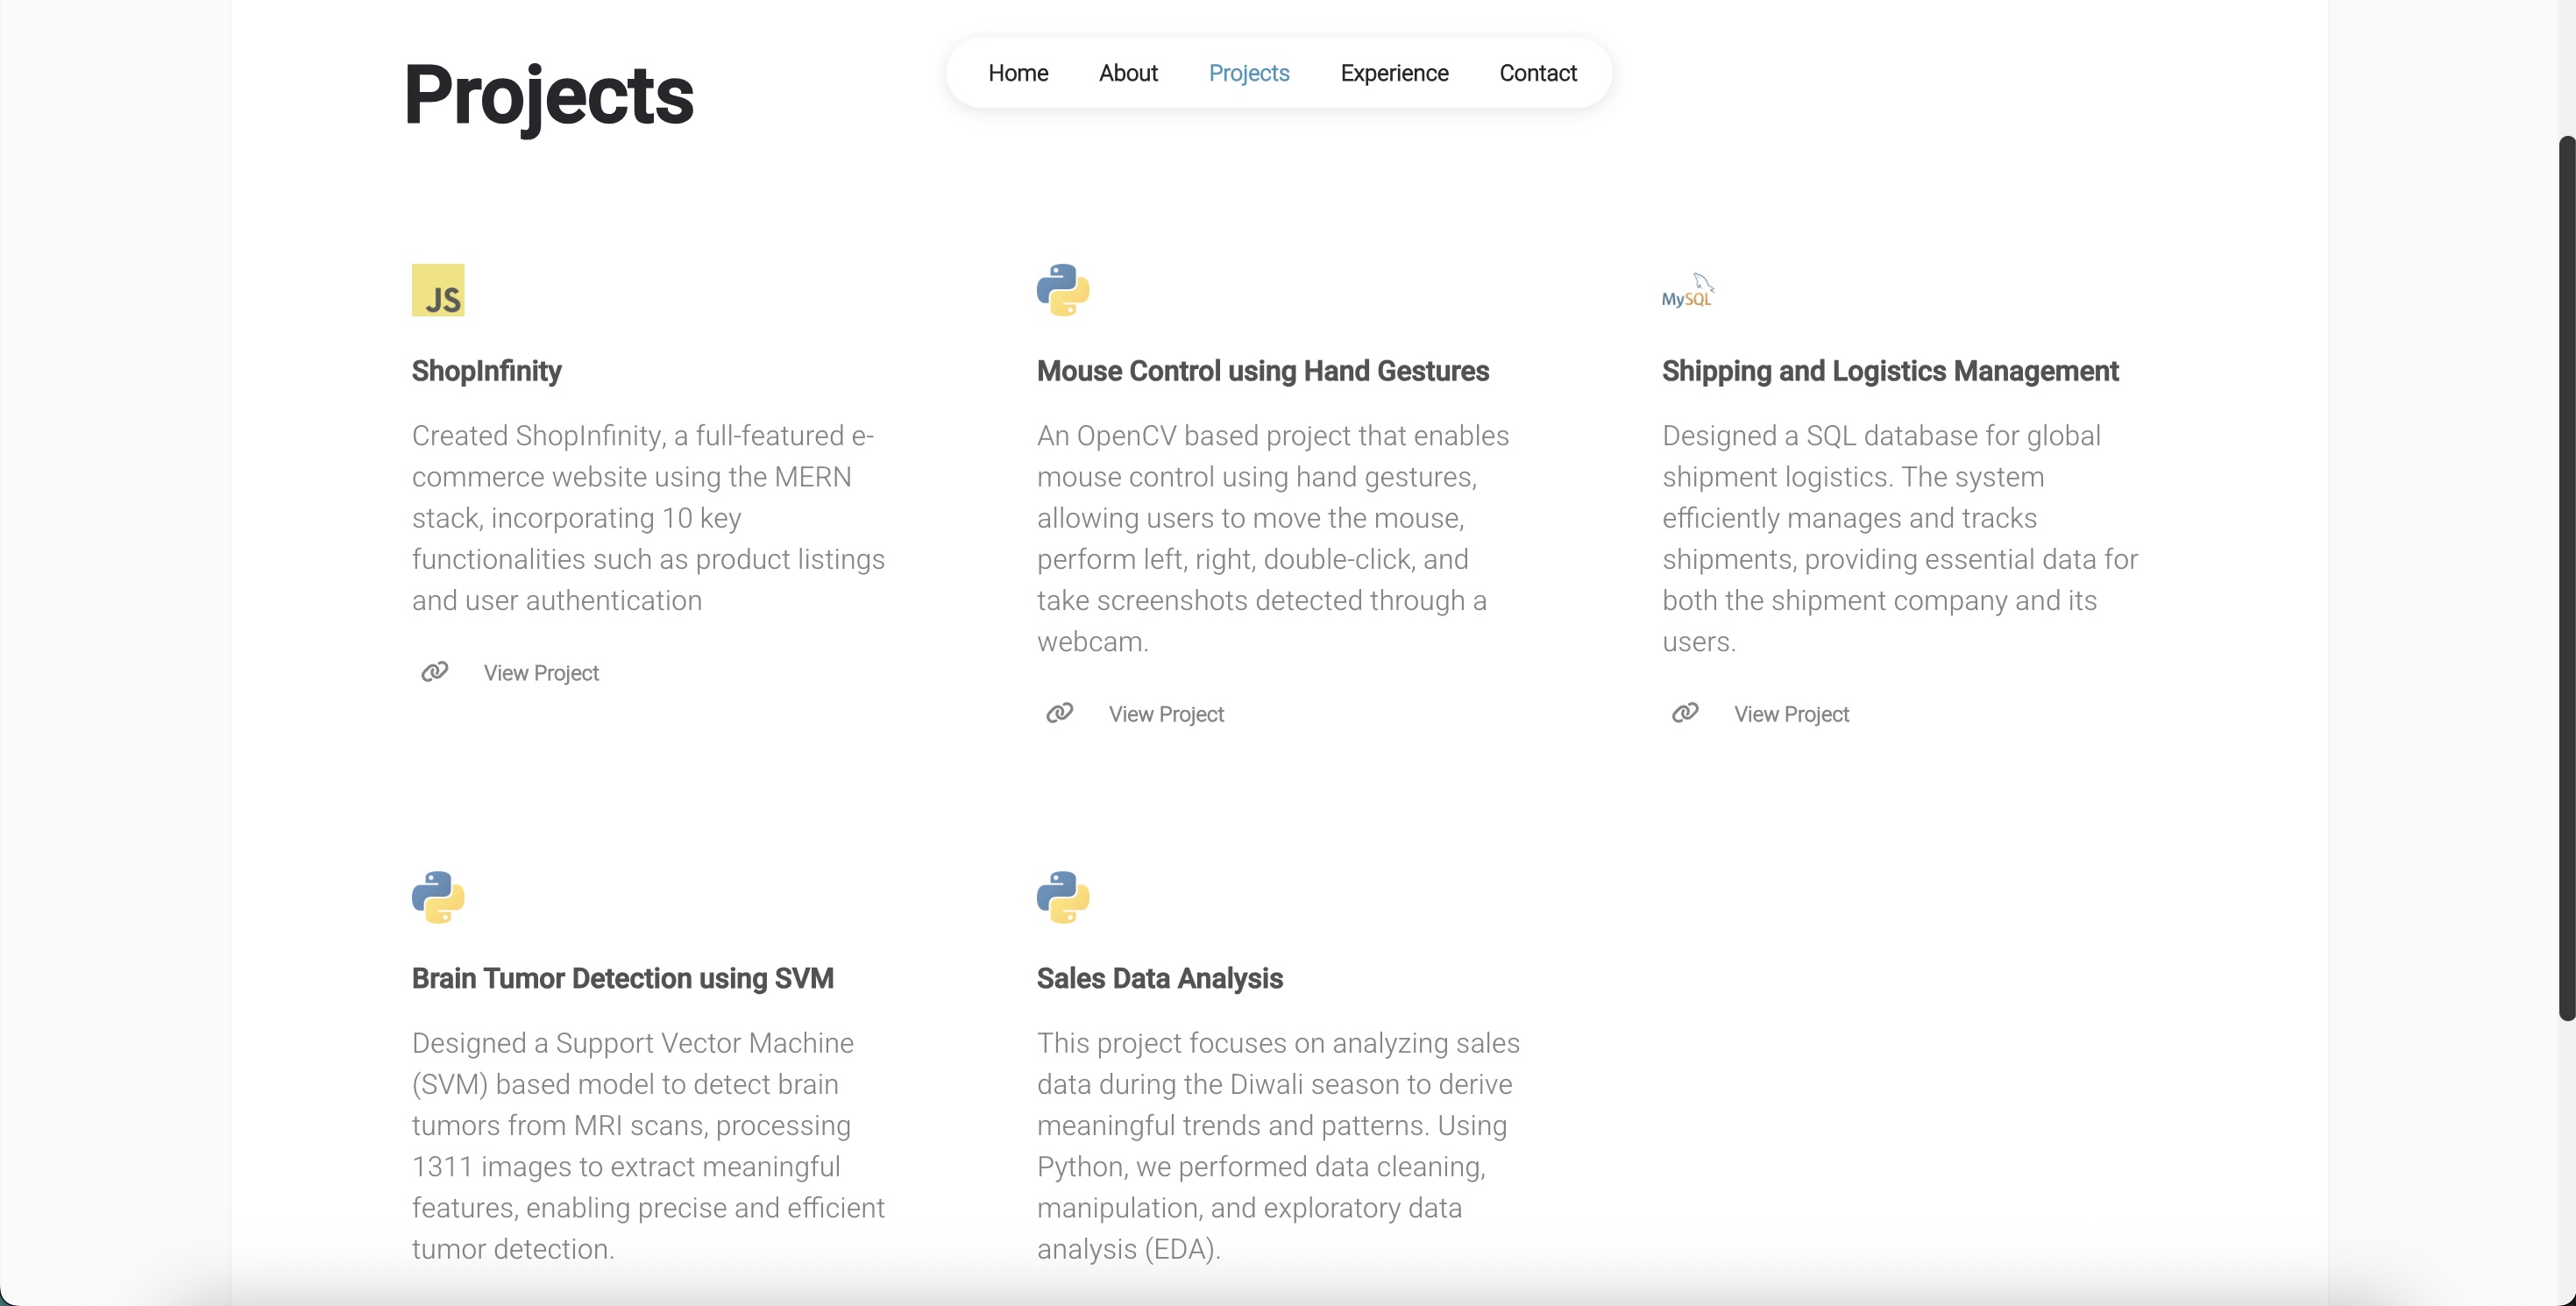 Projects
Home About Projects Experience Contact
JS
ShopInfinity
Created ShopInfinity, a full-featured e-
commerce website using the MERN
stack, incorporating 10 key
functionalities such as product listings
and user authentication
View Project
Mouse Control using Hand Gestures
An OpenCV based project that enables
mouse control using hand gestures,
allowing users to move the mouse,
perform left, right, double-click, and
take screenshots detected through a
webcam.
View Project
MySQL
Shipping and Logistics Management
Designed a SQL database for global
shipment logistics. The system
efficiently manages and tracks
shipments, providing essential data for
both the shipment company and its
users.
View Project
Brain Tumor Detection using SVM
Designed a Support Vector Machine
(SVM) based model to detect brain
tumors from MRI scans, processing
1311 images to extract meaningful
features, enabling precise and efficient
tumor detection.
Sales Data Analysis
This project focuses on analyzing sales
data during the Diwali season to derive
meaningful trends and patterns. Using
Python, we performed data cleaning,
manipulation, and exploratory data
analysis (EDA).